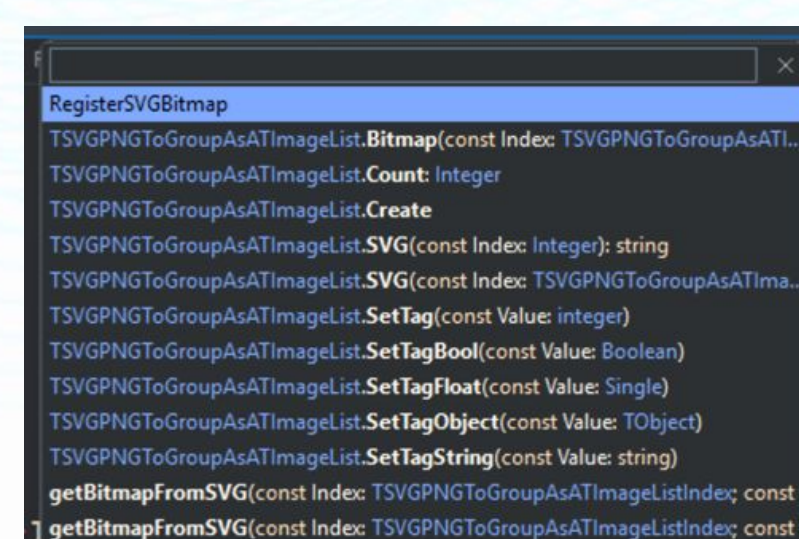 RegisterSVGBitmap
TSVGPNGToGroupAsATImageList.Bitmap(const Index: TSVGPNGToGroupAsATI...
TSVGPNGToGroupAsATImageList.Count: Integer
TSVGPNGToGroupAsATImageList.Create
TSVGPNGToGroupAsATImageList.SVG(const Index: Integer): string
TSVGPNGToGroupAsATImageList.SVG(const Index: TSVGPNGToGroupAsATIma...
TSVGPNGToGroupAsATImageList.SetTag(const Value: integer)
TSVGPNGToGroupAsATImageList.SetTagBool(const Value: Boolean)
TSVGPNGToGroupAsATImageList.SetTagFloat(const Value: Single)
TSVGPNGToGroupAsATImageList.SetTagObject(const Value: TObject)
TSVGPNGToGroupAsATImageList.SetTagString(const Value: string)
getBitmapFromSVG(const Index: TSVGPNGToGroupAsATImageListIndex; const
getBitmapFromSVG(const Index: TSVGPNGToGroupAsATImageListIndex; const